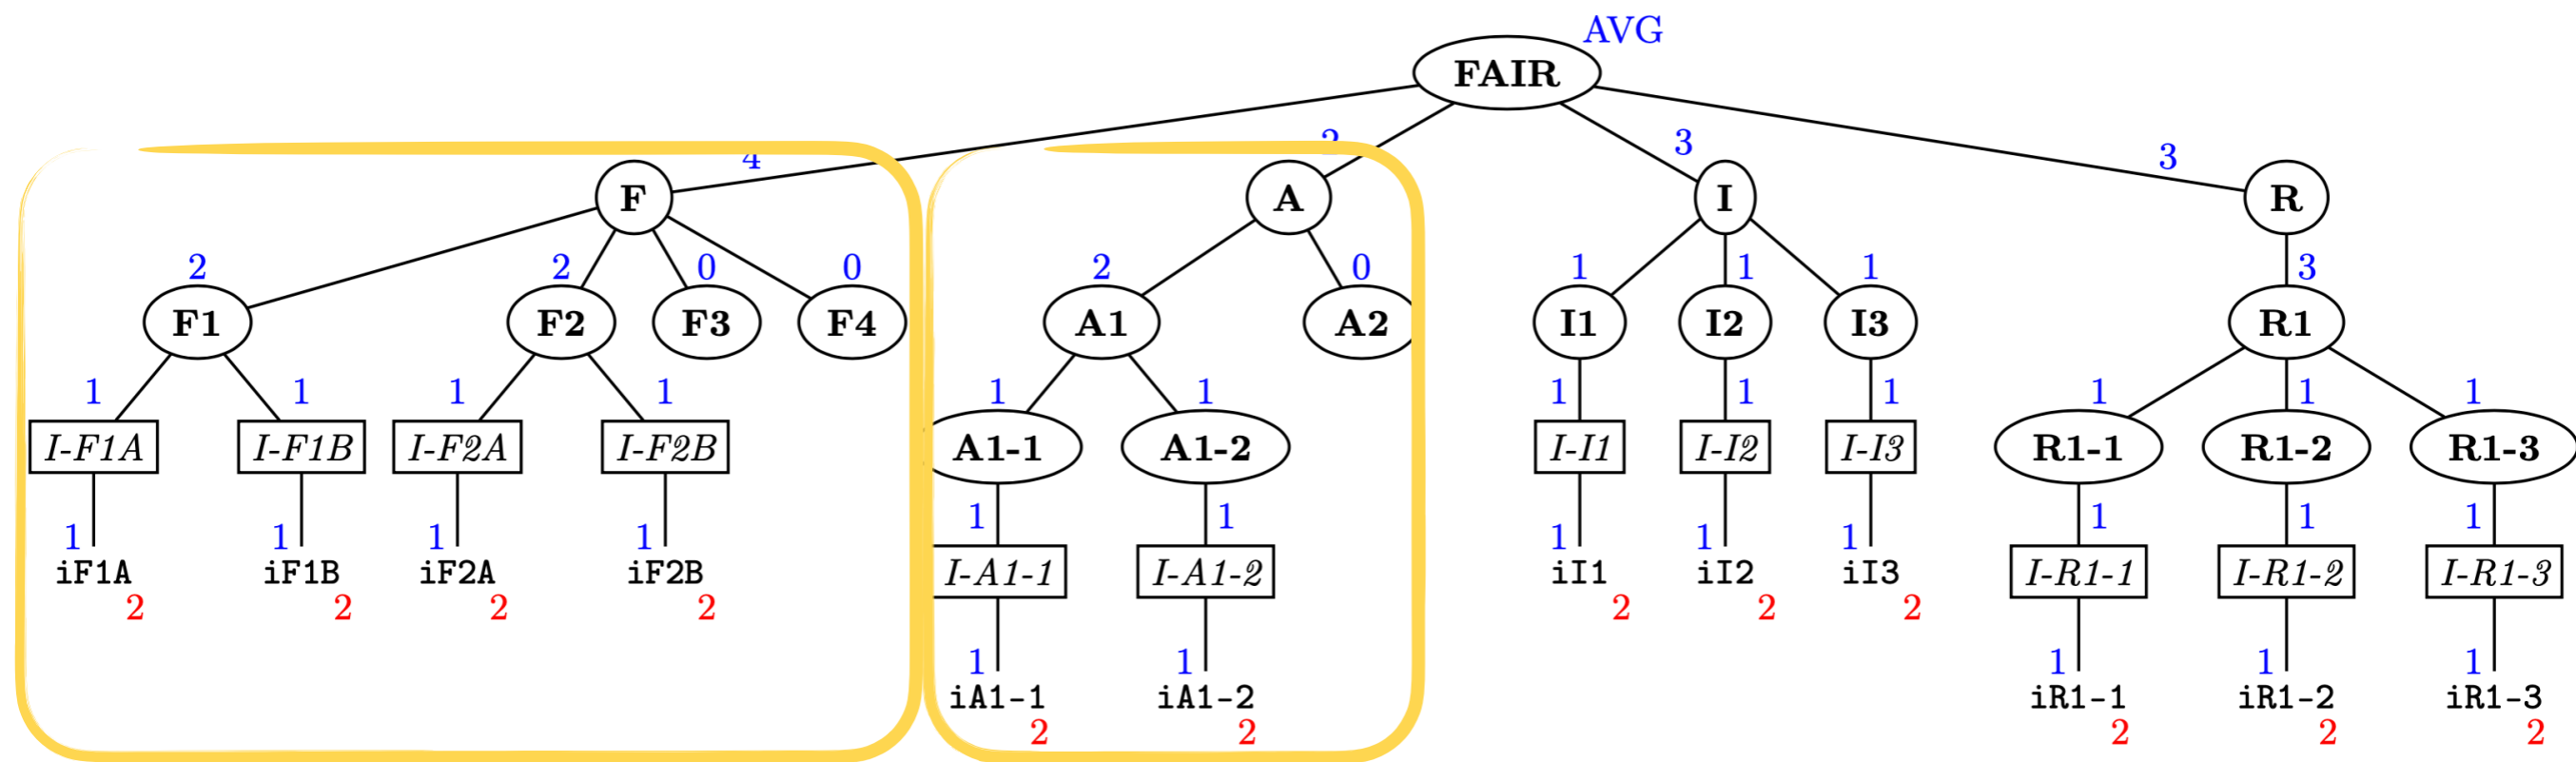 AVG
FAIR
4 2 3 3
F A I R
2 2 0 0 2 0 1 1 1 3
F1 F2 F3 F4 A1 A2 I1 I2 I3 R1
1 1 1 1 1 1 1 1 1 1 1 1
I-F1A I-F1B I-F2A I-F2B A1-1 A1-2 I-I1 I-I2 I-I3 R1-1 R1-2 R1-3
1 1 1 1 1 1 1 1 1 1 1 1
iF1A iF1B iF2A iF2B I-A1-1 I-A1-2 iI1 iI2 iI3 I-R1-1 I-R1-2 I-R1-3
2 2 2 2 2 2 2
1 1 1 1 1
iA1-1 iA1-2 iR1-1 iR1-2 iR1-3
2 2 2 2 2